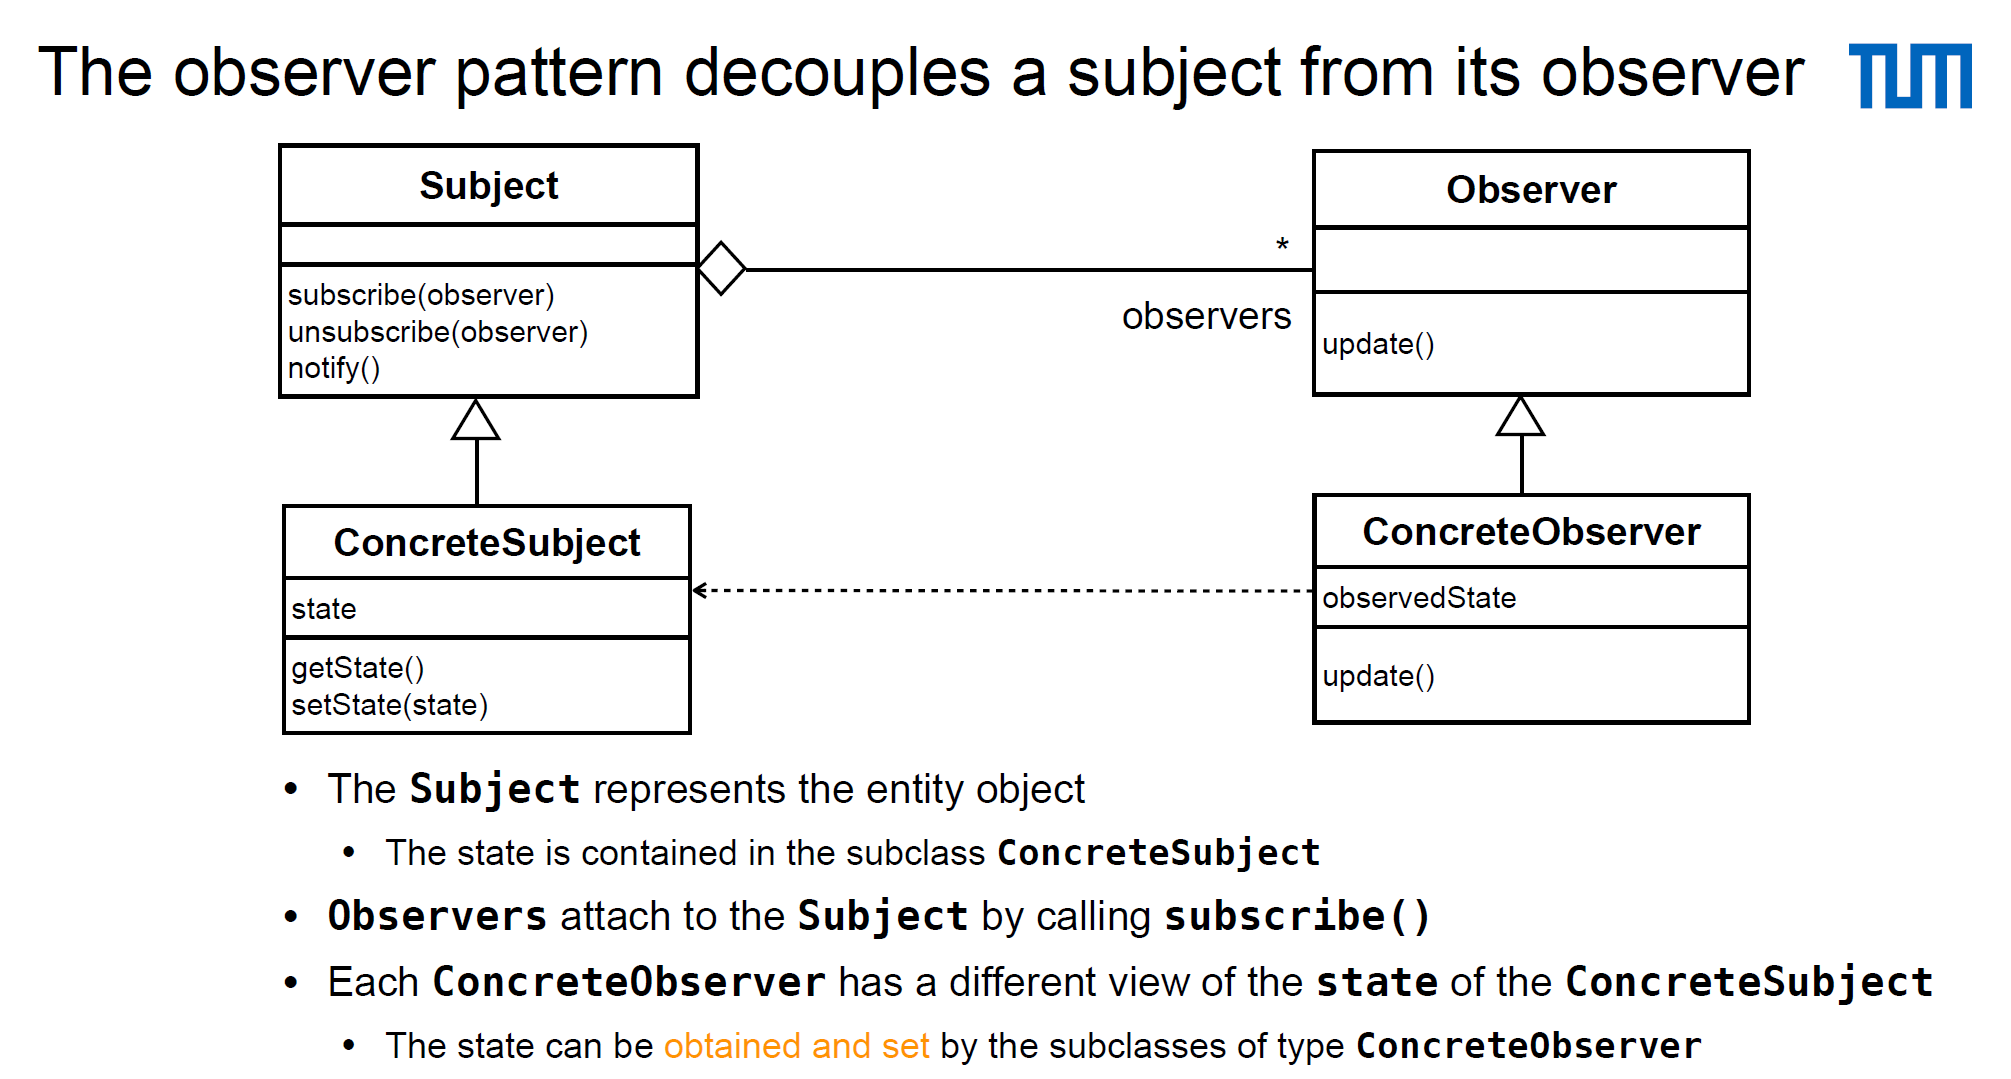 The observer pattern decouples a subject from its observer
TUM
Subject
subscribe(observer)
unsubscribe(observer)
notify()
*
observers
Observer
update()
ConcreteSubject
state
getState()
setState(state)
ConcreteObserver
observedState
update()
• The Subject represents the entity object
• The state is contained in the subclass ConcreteSubject
• Observers attach to the Subject by calling subscribe()
• Each ConcreteObserver has a different view of the state of the ConcreteSubject
• The state can be obtained and set by the subclasses of type ConcreteObserver